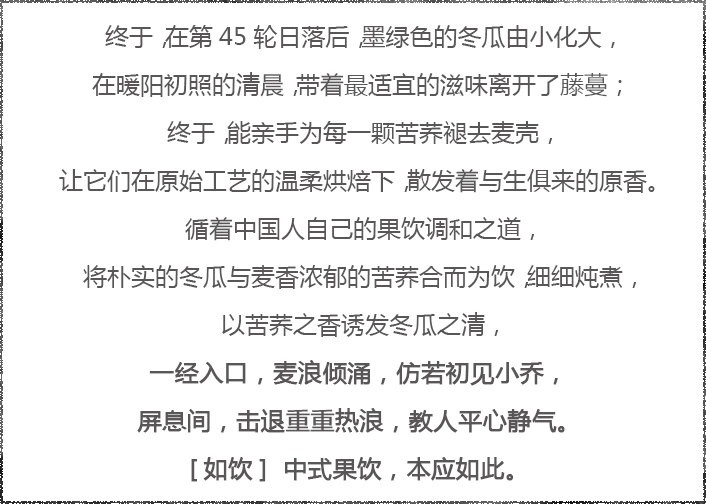 终于，在第 45 轮日落后，墨绿色的冬瓜由小化大，
在暖阳初照的清晨，带着最适宜的滋味离开了藤蔓；
终于，能亲手为每一颗苦荞褪去麦壳，
让它们在原始工艺的温柔烘焙下，散发着与生俱来的原香。
循着中国人自己的果饮调和之道，
将朴实的冬瓜与麦香浓郁的苦荞合而为饮，细细炖煮，
以苦荞之香诱发冬瓜之清，
一经入口，麦浪倾涌，仿若初见小乔，
屏息间，击退重重热浪，教人平心静气。
[ 如饮 ] 中式果饮，本应如此。